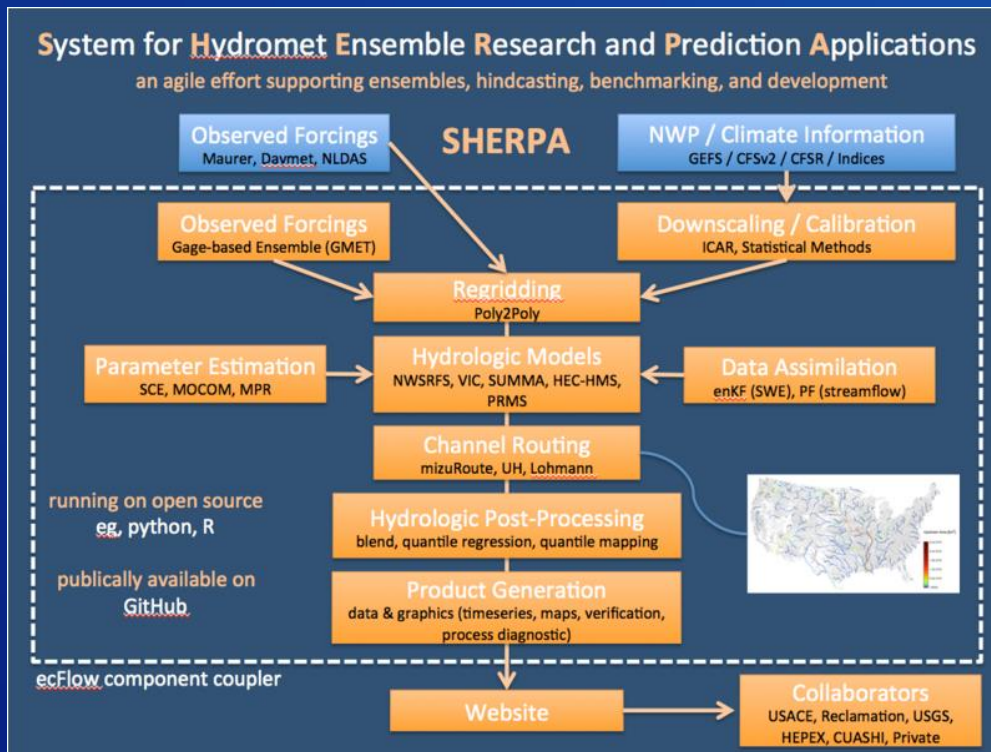 System for Hydromet Ensemble Research and Prediction Applications
an agile effort supporting ensembles, hindcasting, benchmarking, and development
Observed Forcings
Maurer, Daymet, NLDAS
SHERPA
NWP / Climate Information
GEFS / CFSv2 / CFSR / Indices
Observed Forcings
Gage-based Ensemble (GMET)
Downscaling / Calibration
ICAR, Statistical Methods
Regridding
Poly2Poly
Parameter Estimation
SCE, MOCOM, MPR
Hydrologic Models
NWSRFS, VIC, SUMMA, HEC-HMS,
PRMS
Data Assimilation
enKF (SWE), PF (streamflow)
Channel Routing
mizuRoute, UH, Lohmann
running on open source
eg, python, R
Hydrologic Post-Processing
blend, quantile regression, quantile mapping
publically available on
GitHub
Product Generation
data & graphics (timeseries, maps, verification,
process diagnostic)
ecFlow component coupler
Website
Collaborators
USACE, Reclamation, USGS,
HEPEX, CUASHI, Private